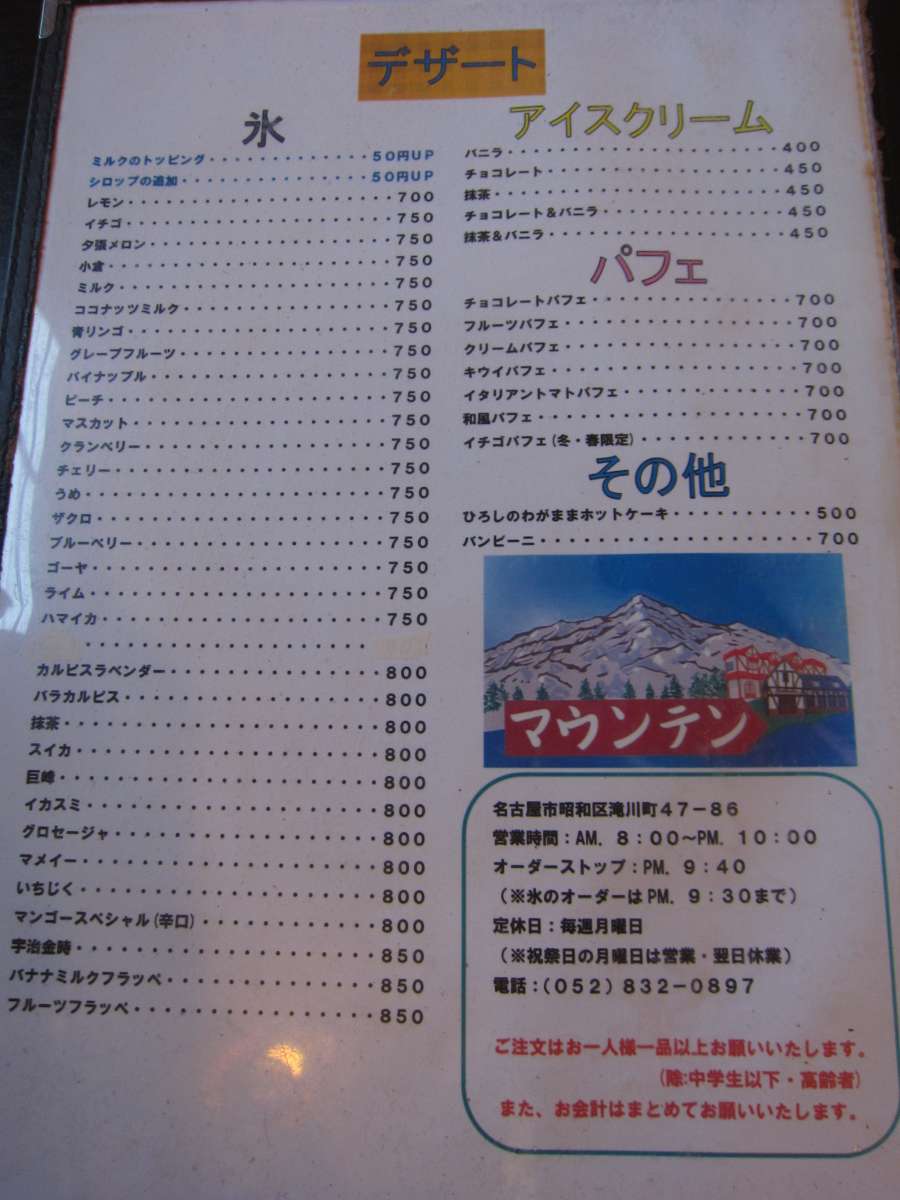 デザート
氷
ミルクのトッピング・・・・・・・・・・・・・・50円UP
シロップの追加・・・・・・・・・・・・・・・・50円UP
レモン・・・・・・・・・・・・・・・・・・・・・・700
イチゴ・・・・・・・・・・・・・・・・・・・・・・750
夕張メロン・・・・・・・・・・・・・・・・・・・・750
小倉・・・・・・・・・・・・・・・・・・・・・・・750
ミルク・・・・・・・・・・・・・・・・・・・・・・750
ココナッツミルク・・・・・・・・・・・・・・・・・750
青リンゴ・・・・・・・・・・・・・・・・・・・・・750
グレープフルーツ・・・・・・・・・・・・・・・・・750
パイナップル・・・・・・・・・・・・・・・・・・・750
ピーチ・・・・・・・・・・・・・・・・・・・・・・750
マスカット・・・・・・・・・・・・・・・・・・・・750
クランベリー・・・・・・・・・・・・・・・・・・・750
チェリー・・・・・・・・・・・・・・・・・・・・・750
うめ・・・・・・・・・・・・・・・・・・・・・・・750
ザクロ・・・・・・・・・・・・・・・・・・・・・・750
ブルーベリー・・・・・・・・・・・・・・・・・・・750
ゴーヤ・・・・・・・・・・・・・・・・・・・・・・750
ライム・・・・・・・・・・・・・・・・・・・・・・750
ハマイカ・・・・・・・・・・・・・・・・・・・・・750
カルピスラベンダー・・・・・・・・・・・・・・・・800
バラカルピス・・・・・・・・・・・・・・・・・・・800
抹茶・・・・・・・・・・・・・・・・・・・・・・・800
スイカ・・・・・・・・・・・・・・・・・・・・・・800
巨峰・・・・・・・・・・・・・・・・・・・・・・・800
イカスミ・・・・・・・・・・・・・・・・・・・・・800
グロセージャ・・・・・・・・・・・・・・・・・・・800
マメイー・・・・・・・・・・・・・・・・・・・・・800
いちじく・・・・・・・・・・・・・・・・・・・・・800
マンゴースペシャル(辛口)・・・・・・・・・・・・800
宇治金時・・・・・・・・・・・・・・・・・・・・・850
バナナミルクフラッペ・・・・・・・・・・・・・・・850
フルーツフラッペ・・・・・・・・・・・・・・・・・850
アイスクリーム
バニラ・・・・・・・・・・・・・・・・・・・・・・400
チョコレート・・・・・・・・・・・・・・・・・・・450
抹茶・・・・・・・・・・・・・・・・・・・・・・・450
チョコレート&バニラ・・・・・・・・・・・・・・・450
抹茶&バニラ・・・・・・・・・・・・・・・・・・・450
パフェ
チョコレートパフェ・・・・・・・・・・・・・・・・700
フルーツパフェ・・・・・・・・・・・・・・・・・・700
クリームパフェ・・・・・・・・・・・・・・・・・・700
キウイパフェ・・・・・・・・・・・・・・・・・・・700
イタリアントマトパフェ・・・・・・・・・・・・・・700
和風パフェ・・・・・・・・・・・・・・・・・・・・700
イチゴパフェ(冬・春限定)・・・・・・・・・・・・700
その他
ひろしのわがままホットケーキ・・・・・・・・・・500
バンビーニ・・・・・・・・・・・・・・・・・・・・700
マウンテン
名古屋市昭和区滝川町47-86
営業時間:AM.8:00~PM.10:00
オーダーストップ:PM.9:40
(※氷のオーダーはPM.9:30まで)
定休日:毎週月曜日
(※祝祭日の月曜日は営業・翌日休業)
電話:(052)832-0897
ご注文はお一人様一品以上お願いいたします。
(除:中学生以下・高齢者)
また、お会計はまとめてお願いいたします。